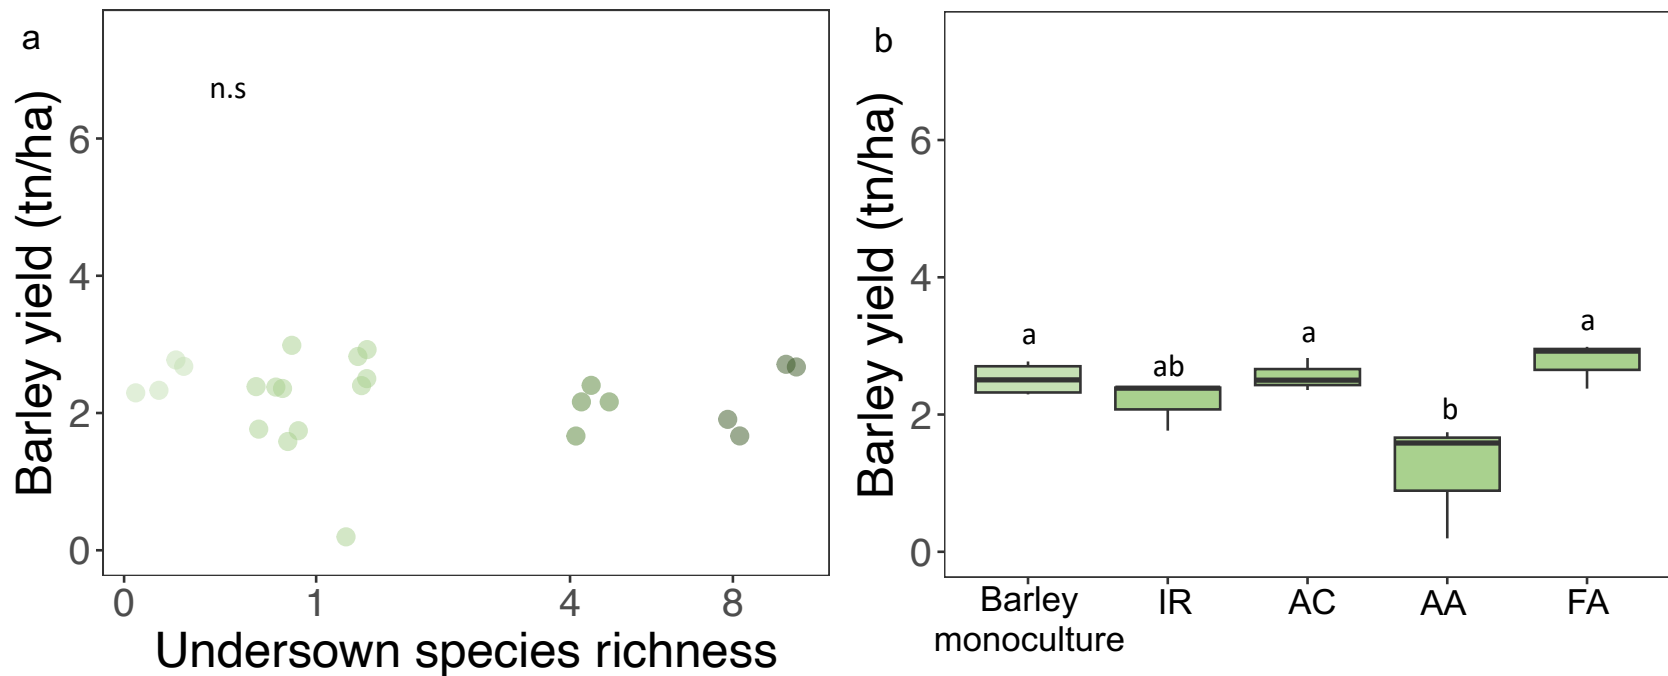 a
n.s
Barley yield (tn/ha)
6
4
2
0
0 1 4 8
Undersown species richness
b
Barley yield (tn/ha)
6
4
2
0
a
ab
a
b
a
Barley monoculture
IR
AC
AA
FA